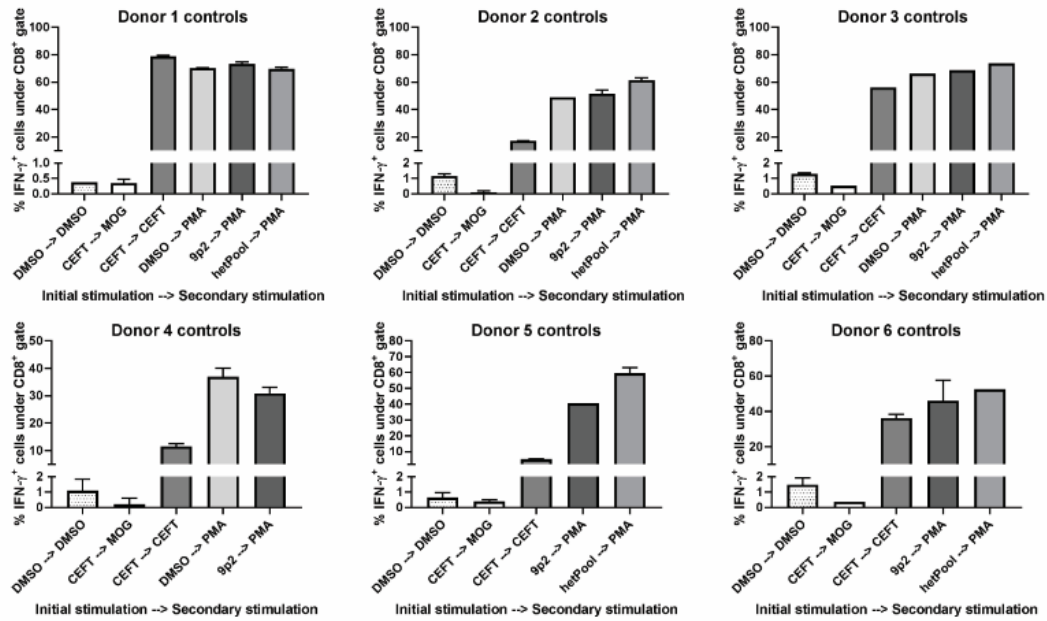 Donor 1 controls
% IFN-γ⁺ cells under CD8⁺ gate
100
80
60
40
20
1.0
0.5
0.0
DMSO --> DMSO
CEFT --> MOG
CEFT --> CEFT
DMSO --> PMA
9p2 --> PMA
hetPool --> PMA
Initial stimulation --> Secondary stimulation
Donor 2 controls
% IFN-γ⁺ cells under CD8⁺ gate
100
80
60
40
20
2
1
0
DMSO --> DMSO
CEFT --> MOG
CEFT --> CEFT
DMSO --> PMA
9p2 --> PMA
hetPool --> PMA
Initial stimulation --> Secondary stimulation
Donor 3 controls
% IFN-γ⁺ cells under CD8⁺ gate
100
80
60
40
20
2
1
0
DMSO --> DMSO
CEFT --> MOG
CEFT --> CEFT
DMSO --> PMA
9p2 --> PMA
hetPool --> PMA
Initial stimulation --> Secondary stimulation
Donor 4 controls
% IFN-γ⁺ cells under CD8⁺ gate
50
40
30
20
10
2
1
0
DMSO --> DMSO
CEFT --> MOG
CEFT --> CEFT
DMSO --> PMA
9p2 --> PMA
Initial stimulation --> Secondary stimulation
Donor 5 controls
% IFN-γ⁺ cells under CD8⁺ gate
80
70
60
50
40
30
20
10
2
1
0
DMSO --> DMSO
CEFT --> MOG
CEFT --> CEFT
9p2 --> PMA
hetPool --> PMA
Initial stimulation --> Secondary stimulation
Donor 6 controls
% IFN-γ⁺ cells under CD8⁺ gate
80
60
40
20
2
1
0
DMSO --> DMSO
CEFT --> MOG
CEFT --> CEFT
9p2 --> PMA
hetPool --> PMA
Initial stimulation --> Secondary stimulation